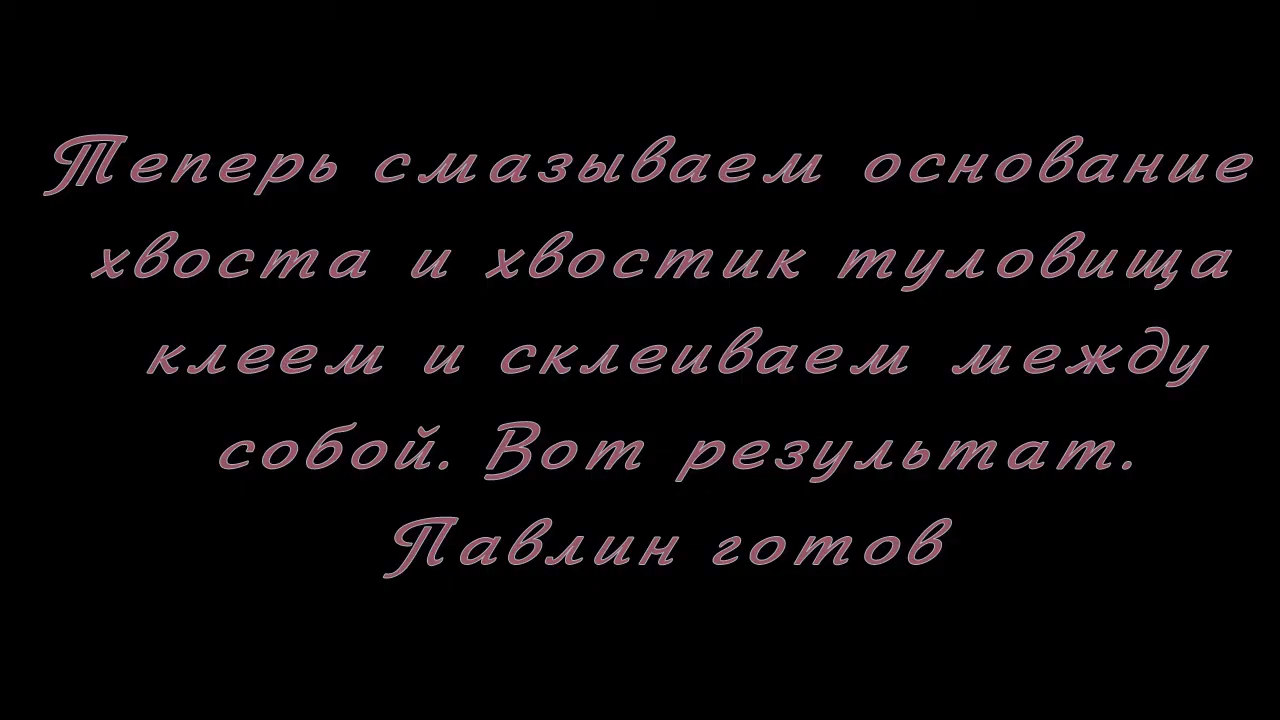 Теперь смазываем основание
хвоста и хвостик туловища
клеем и склеиваем между
собой. Вот результат.
Павлин готов